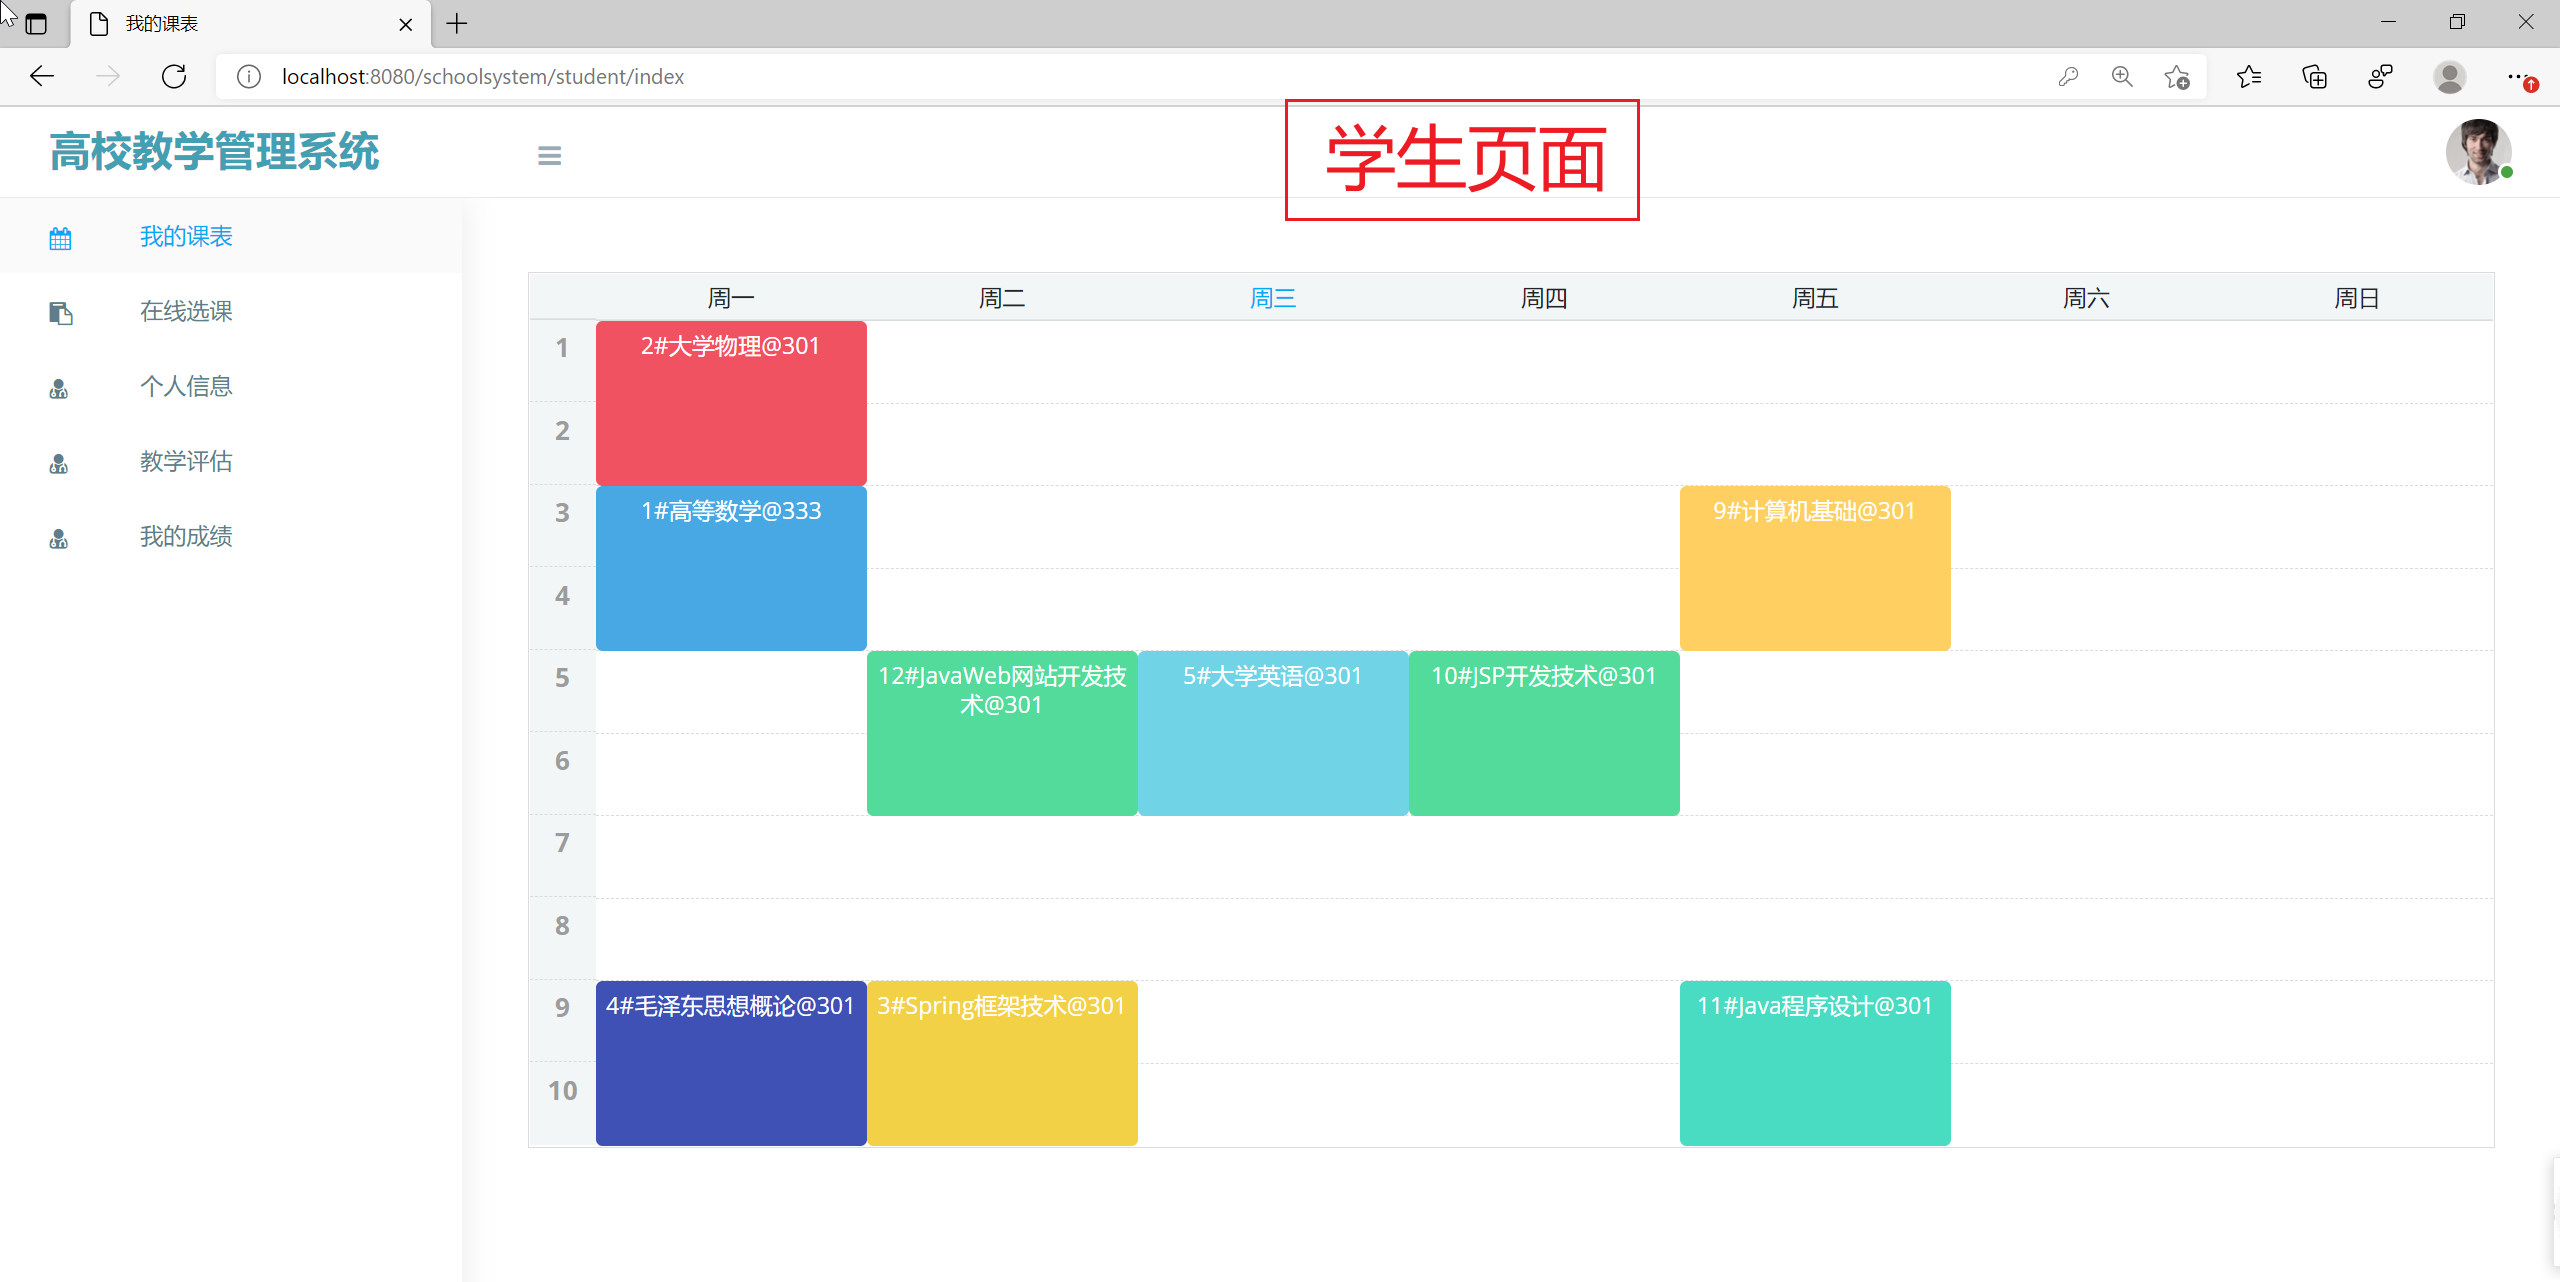 我的课表
localhost:8080/schoolsystem/student/index
高校教学管理系统
学生页面
我的课表
在线选课
个人信息
教学评估
我的成绩
周一 周二 周三 周四 周五 周六 周日
1
2#大学物理@301
2
3
1#高等数学@333
9#计算机基础@301
4
5
12#JavaWeb网站开发技
术@301
5#大学英语@301
10#JSP开发技术@301
6
7
8
9
4#毛泽东思想概论@301
3#Spring框架技术@301
11#Java程序设计@301
10